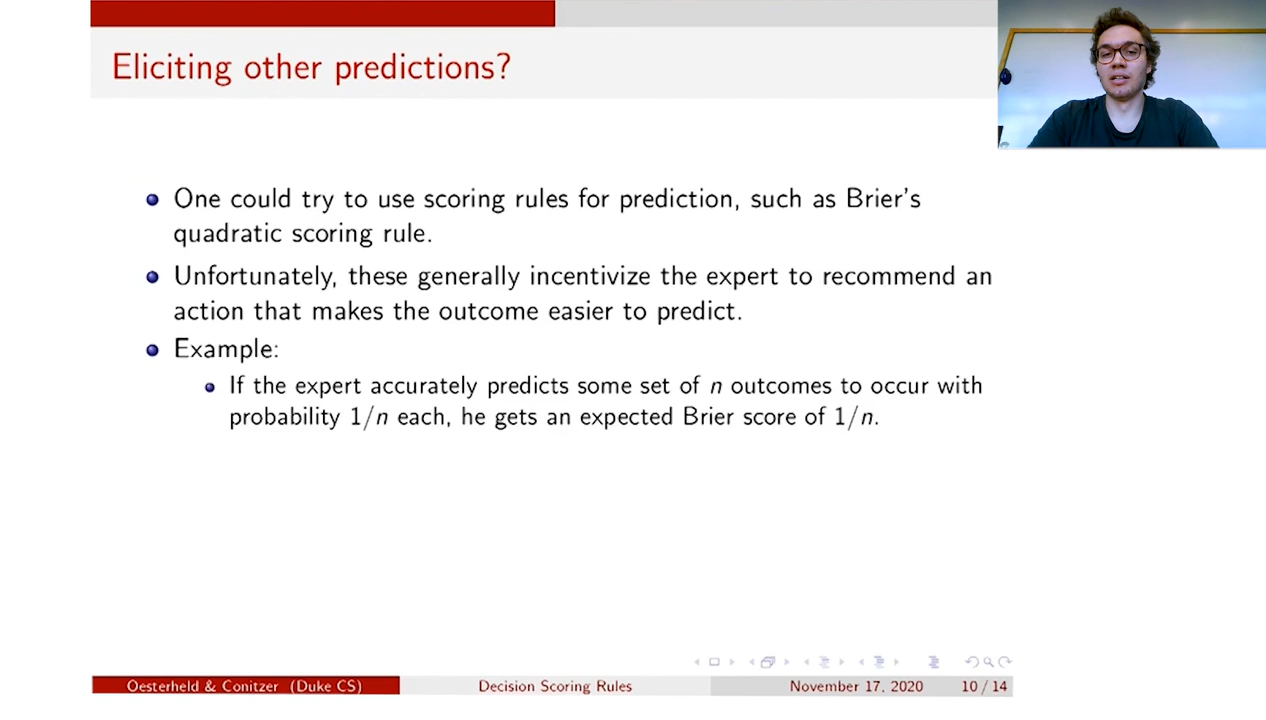 Eliciting other predictions?
One could try to use scoring rules for prediction, such as Brier's
quadratic scoring rule.
Unfortunately, these generally incentivize the expert to recommend an
action that makes the outcome easier to predict.
Example:
If the expert accurately predicts some set of n outcomes to occur with
probability 1/n each, he gets an expected Brier score of 1/n.
Oesterheld & Conitzer (Duke CS)
Decision Scoring Rules
November 17, 2020
10 / 14